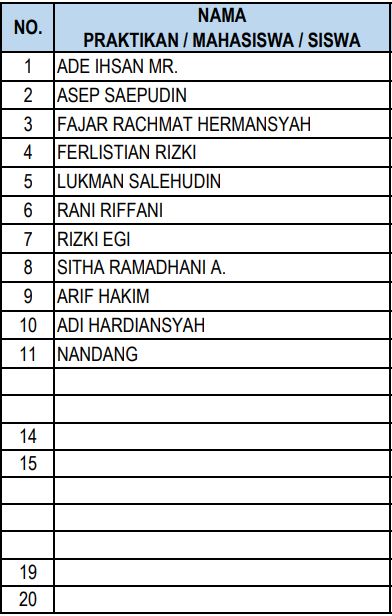 NO.
NAMA
PRAKTIKAN / MAHASISWA / SISWA
1 ADE IHSAN MR.
2 ASEP SAEPUDIN
3 FAJAR RACHMAT HERMANSYAH
4 FERLISTIAN RIZKI
5 LUKMAN SALEHUDIN
6 RANI RIFFANI
7 RIZKI EGI
8 SITHA RAMADHANI A.
9 ARIF HAKIM
10 ADI HARDIANSYAH
11 NANDANG
14
15
19
20